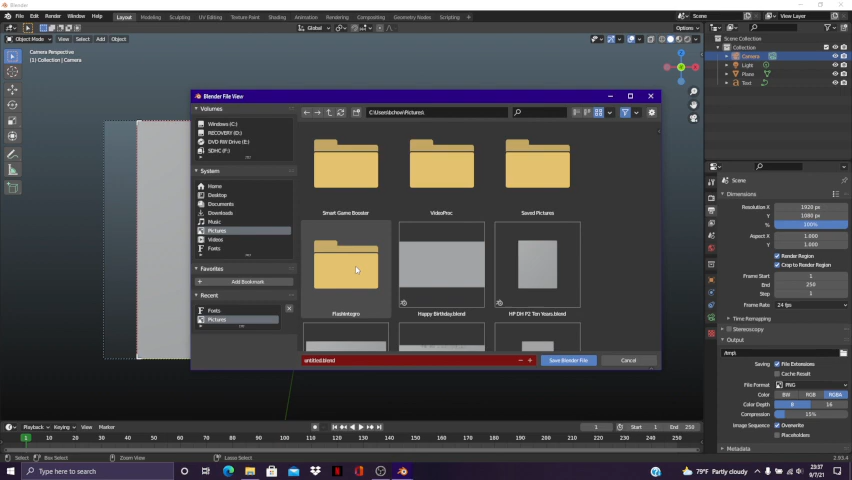 Blender
File Edit Render Window Help Layout Modeling Sculpting UV Editing Texture Paint Shading Animation Rendering Compositing Geometry Nodes Scripting + Scene View Layer
Global Options
Object Mode View Select Add Object
Camera Perspective
(1) Collection | Camera
Scene Collection
Collection
Camera
Light
Plane
Text
Blender File View
Volumes
Windows (C:)
RECOVERY (D:)
DVD RW Drive (E:)
SDHC (F:)
System
Home
Desktop
Documents
Downloads
Music
Pictures
Videos
Fonts
Favorites
+ Add Bookmark
Recent
Fonts
Pictures
C:\Users\bchow\Pictures\
Smart Game Booster VideoProc Saved Pictures
Happy Birthday.blend HP DH P2 Ten Years.blend
untitled.blend Save Blender File Cancel
Scene
Dimensions
Resolution X 1920 px
Y 1080 px
% 100%
Aspect X 1.000
Y 1.000
Render Region
Crop to Render Region
Frame Start 1
End 250
Step 1
Frame Rate 24 fps
Time Remapping
Stereoscopy
Output
/tmp\
Saving File Extensions
Cache Result
File Format PNG
Color BW RGB RGBA
Color Depth 8 16
Compression 15%
Image Sequence Overwrite
Placeholders
Metadata
Playback Keying View Marker 1 Start 1 End 250
1
Select Box Select Zoom View Lasso Select 2.93.4
Type here to search 79°F Partly cloudy 23:37
9/7/21